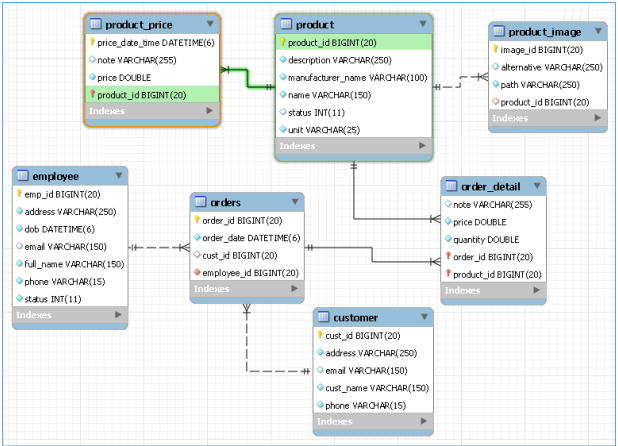 product_price
price_date_time DATETIME(6)
note VARCHAR(255)
price DOUBLE
product_id BIGINT(20)
Indexes
product
product_id BIGINT(20)
description VARCHAR(250)
manufacturer_name VARCHAR(100)
name VARCHAR(150)
status INT(11)
unit VARCHAR(25)
Indexes
product_image
image_id BIGINT(20)
alternative VARCHAR(250)
path VARCHAR(250)
product_id BIGINT(20)
Indexes
employee
emp_id BIGINT(20)
address VARCHAR(250)
dob DATETIME(6)
email VARCHAR(150)
full_name VARCHAR(150)
phone VARCHAR(15)
status INT(11)
Indexes
orders
order_id BIGINT(20)
order_date DATETIME(6)
cust_id BIGINT(20)
employee_id BIGINT(20)
Indexes
order_detail
note VARCHAR(255)
price DOUBLE
quantity DOUBLE
order_id BIGINT(20)
product_id BIGINT(20)
Indexes
customer
cust_id BIGINT(20)
address VARCHAR(250)
email VARCHAR(150)
cust_name VARCHAR(150)
phone VARCHAR(15)
Indexes